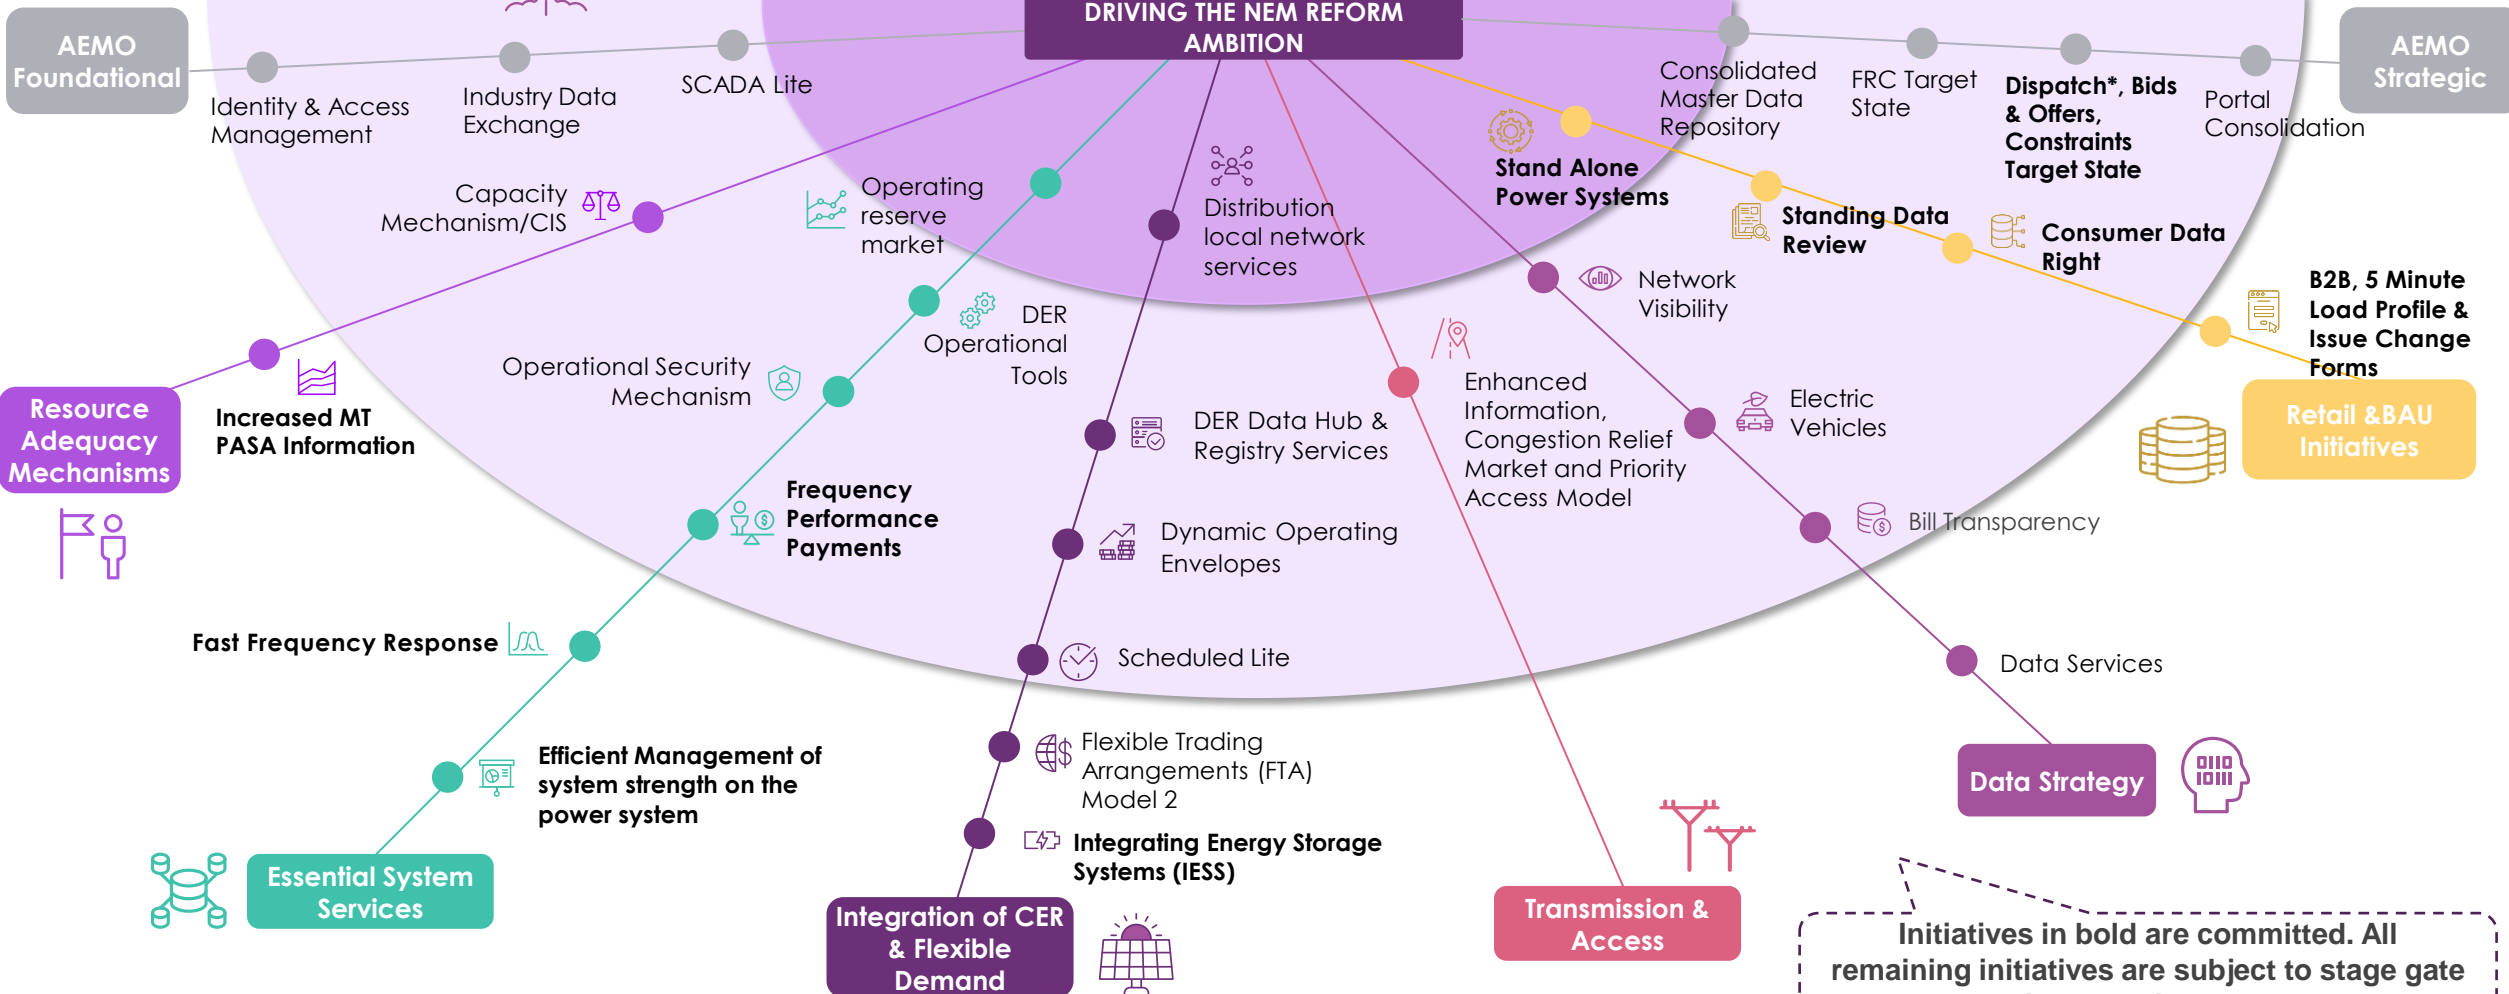 DRIVING THE NEM REFORM
AMBITION
AEMO
Foundational
AEMO
Strategic
Identity & Access
Management
Industry Data
Exchange
SCADA Lite
Consolidated
Master Data
Repository
FRC Target
State
Dispatch*, Bids
& Offers,
Constraints
Target State
Portal
Consolidation
Capacity
Mechanism/CIS
Operating
reserve
market
Distribution
local network
services
Stand Alone
Power Systems
Standing Data
Review
Consumer Data
Right
B2B, 5 Minute
Load Profile &
Issue Change
Forms
Network
Visibility
DER
Operational
Tools
Operational Security
Mechanism
Increased MT
PASA Information
Resource
Adequacy
Mechanisms
Enhanced
Information,
Congestion Relief
Market and Priority
Access Model
DER Data Hub &
Registry Services
Electric
Vehicles
Retail &BAU
Initiatives
Frequency
Performance
Payments
Dynamic Operating
Envelopes
Bill Transparency
Fast Frequency Response
Scheduled Lite
Data Services
Efficient Management of
system strength on the
power system
Flexible Trading
Arrangements (FTA)
Model 2
Data Strategy
0110
10111
Integrating Energy Storage
Systems (IESS)
Essential System
Services
Integration of CER
& Flexible
Demand
Transmission &
Access
Initiatives in bold are committed. All
remaining initiatives are subject to stage gate